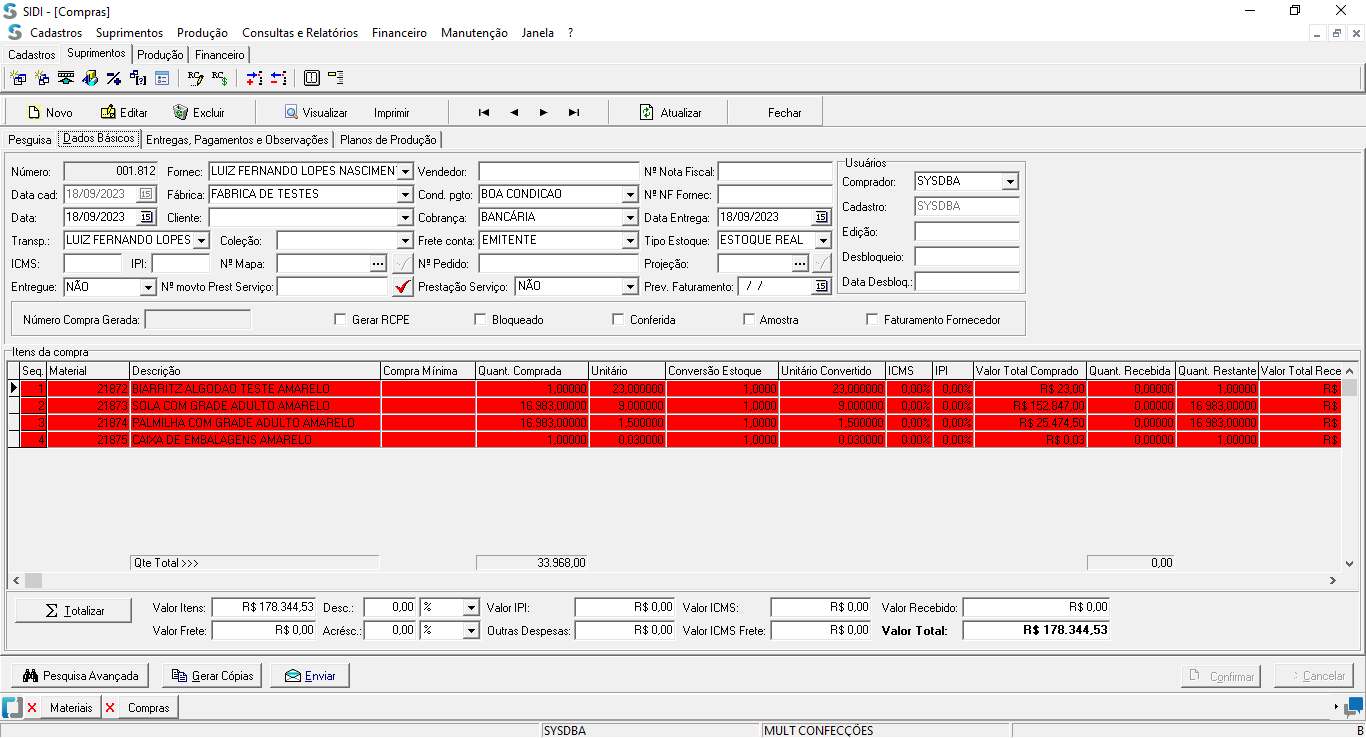 SIDI - [Compras]
Cadastros Suprimentos Produção Consultas e Relatórios Financeiro Manutenção Janela ?
Cadastros Suprimentos Produção Financeiro
Novo Editar Excluir Visualizar Imprimir Atualizar Fechar
Pesquisa Dados Básicos Entregas, Pagamentos e Observações Planos de Produção
Número: 001.812 Fornec: LUIZ FERNANDO LOPES NASCIMEN Vendedor: Nº Nota Fiscal: Usuários
Comprador: SYSDBA
Data cad: 18/09/2023 15 Fábrica: FABRICA DE TESTES Cond. pgto: BOA CONDICAO Nº NF Fornec:
Cadastro: SYSDBA
Data: 18/09/2023 15 Cliente: Cobrança: BANCÁRIA Data Entrega: 18/09/2023 15
Edição:
Transp.: LUIZ FERNANDO LOPES Coleção: Frete conta: EMITENTE Tipo Estoque: ESTOQUE REAL
Desbloqueio:
ICMS: IPI: Nº Mapa: ... Nº Pedido: Projeção: ...
Data Desbloq.:
Entregue: NÃO Nº movto Prest Serviço: Prestação Serviço: NÃO Prev. Faturamento: / / 15
Número Compra Gerada: Gerar RCPE Bloqueado Conferida Amostra Faturamento Fornecedor
Itens da compra
Seq. Material Descrição Compra Mínima Quant. Comprada Unitário Conversão Estoque Unitário Convertido ICMS IPI Valor Total Comprado Quant. Recebida Quant. Restante Valor Total Rece
1 21872 BIARRITZ ALGODAO TESTE AMARELO 1,00000 23,000000 1,0000 23,000000 0,00% 0,00% R$ 23,00 0,00000 1,00000 R$
2 21873 SOLA COM GRADE ADULTO AMARELO 16.983,00000 9,000000 1,0000 9,000000 0,00% 0,00% R$ 152.847,00 0,00000 16.983,00000 R$
3 21874 PALMILHA COM GRADE ADULTO AMARELO 16.983,00000 1,500000 1,0000 1,500000 0,00% 0,00% R$ 25.474,50 0,00000 16.983,00000 R$
4 21875 CAIXA DE EMBALAGENS AMARELO 1,00000 0,030000 1,0000 0,030000 0,00% 0,00% R$ 0,03 0,00000 1,00000 R$
Qte Total >>> 33.968,00 0,00
Totalizar Valor Itens: R$ 178.344,53 Desc.: 0,00 % Valor IPI: R$ 0,00 Valor ICMS: R$ 0,00 Valor Recebido: R$ 0,00
Valor Frete: R$ 0,00 Acrésc.: 0,00 % Outras Despesas: R$ 0,00 Valor ICMS Frete: R$ 0,00 Valor Total: R$ 178.344,53
Pesquisa Avançada Gerar Cópias Enviar Confirmar Cancelar
Materiais Compras
SYSDBA MULT CONFECÇÕES B